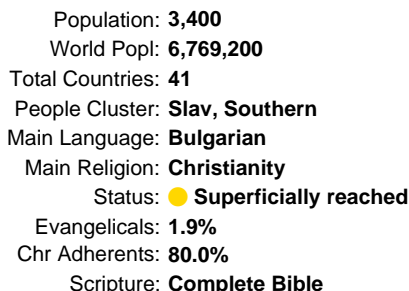 Population: 3,400
World Popl: 6,769,200
Total Countries: 41
People Cluster: Slav, Southern
Main Language: Bulgarian
Main Religion: Christianity
Status: Superficially reached
Evangelicals: 1.9%
Chr Adherents: 80.0%
Scripture: Complete Bible